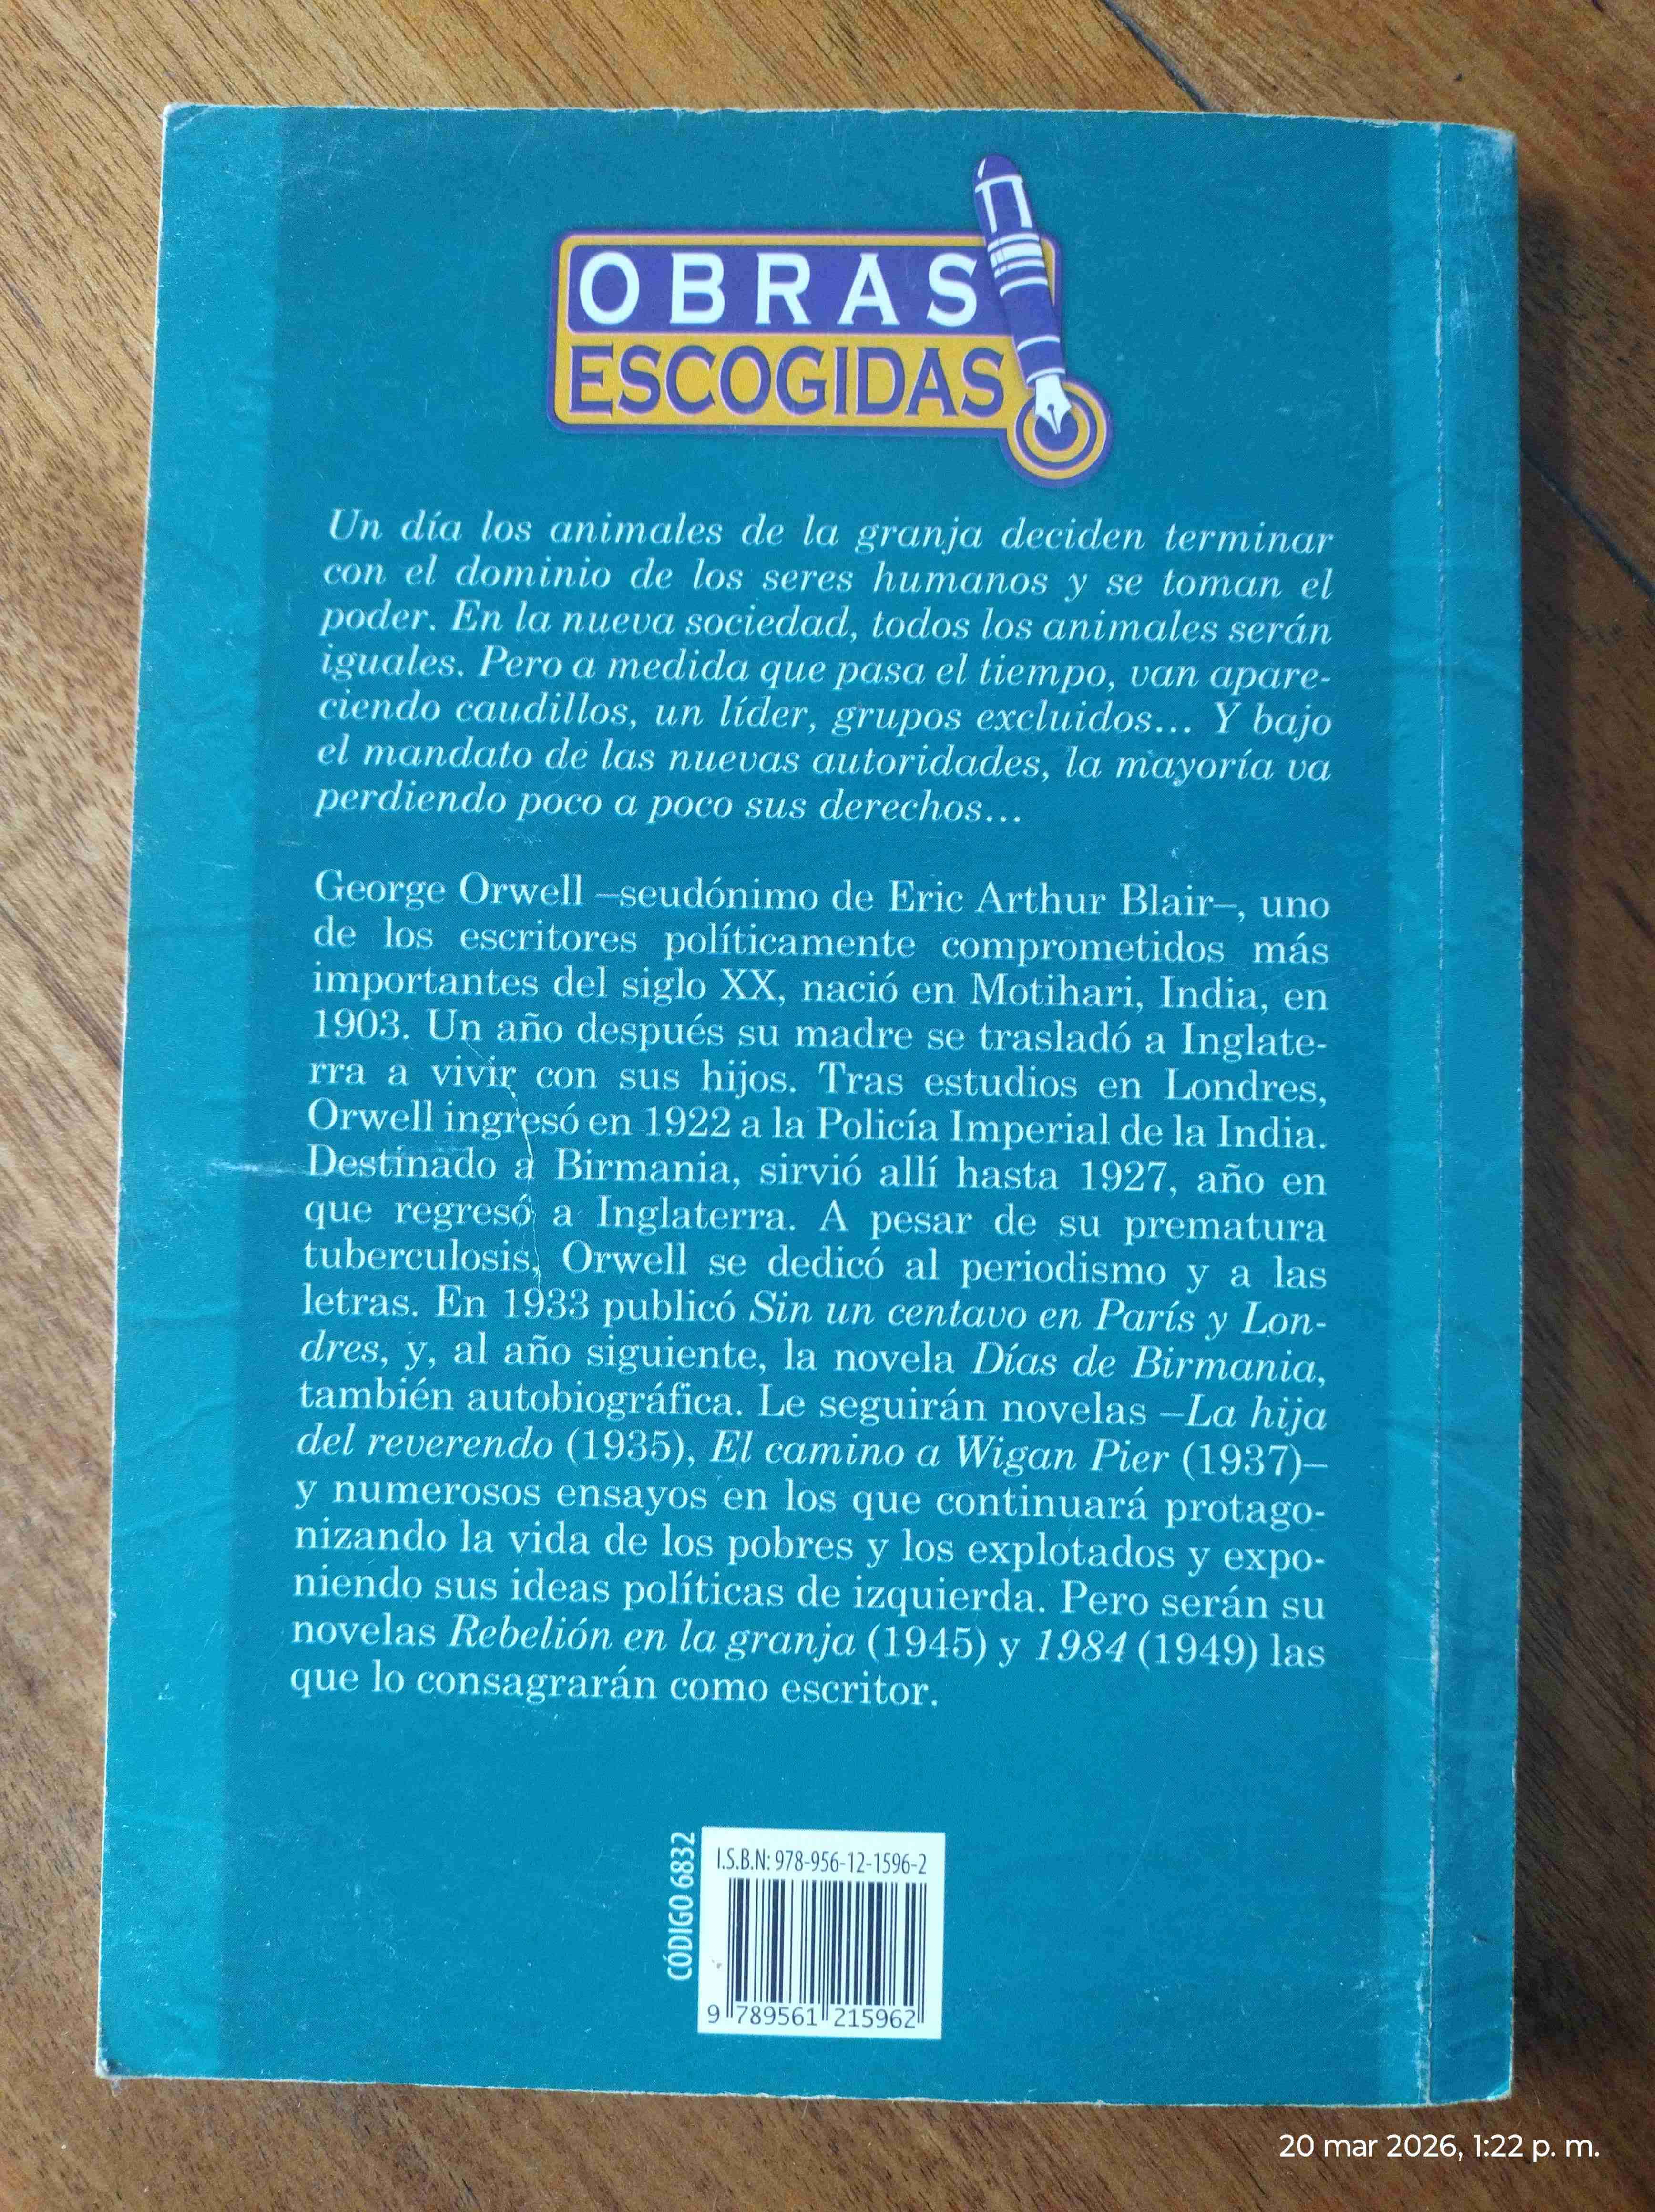 OBRAS
ESCOGIDAS
Un día los animales de la granja deciden terminar
con el dominio de los seres humanos y se toman el
poder. En la nueva sociedad, todos los animales serán
iguales. Pero a medida que pasa el tiempo, van apare-
ciendo caudillos, un líder, grupos excluidos... Y bajo
el mandato de las nuevas autoridades, la mayoría va
perdiendo poco a poco sus derechos...
George Orwell –seudónimo de Eric Arthur Blair–, uno
de los escritores políticamente comprometidos más
importantes del siglo XX, nació en Motihari, India, en
1903. Un año después su madre se trasladó a Inglate-
rra a vivir con sus hijos. Tras estudios en Londres,
Orwell ingresó en 1922 a la Policía Imperial de la India.
Destinado a Birmania, sirvió allí hasta 1927, año en
que regresó a Inglaterra. A pesar de su prematura
tuberculosis, Orwell se dedicó al periodismo y a las
letras. En 1933 publicó Sin un centavo en París y Lon-
dres, y, al año siguiente, la novela Días de Birmania,
también autobiográfica. Le seguirán novelas –La hija
del reverendo (1935), El camino a Wigan Pier (1937)–
y numerosos ensayos en los que continuará protago-
nizando la vida de los pobres y los explotados y expo-
niendo sus ideas políticas de izquierda. Pero serán su
novelas Rebelión en la granja (1945) y 1984 (1949) las
que lo consagrarán como escritor.
CÓDIGO 6832
I.S.B.N: 978-956-12-1596-2
9 789561 215962
20 mar 2026, 1:22 p. m.